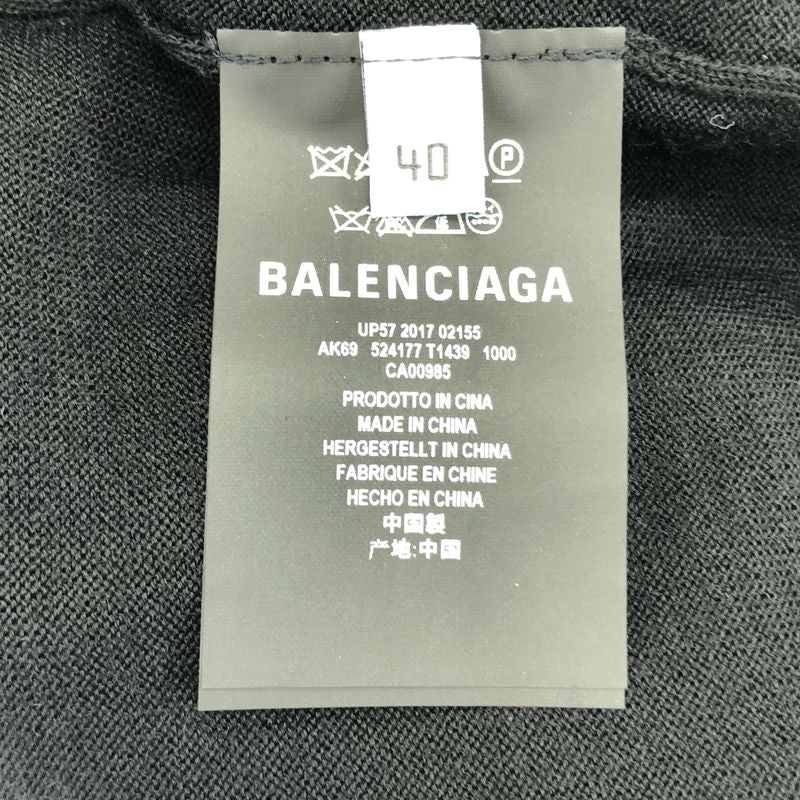 40
P
BALENCIAGA
UP57 2017 02155
AK69 524177 T1439 1000
CA00985
PRODOTTO IN CINA
MADE IN CHINA
HERGESTELLT IN CHINA
FABRIQUE EN CHINE
HECHO EN CHINA
中国製
产地:中国